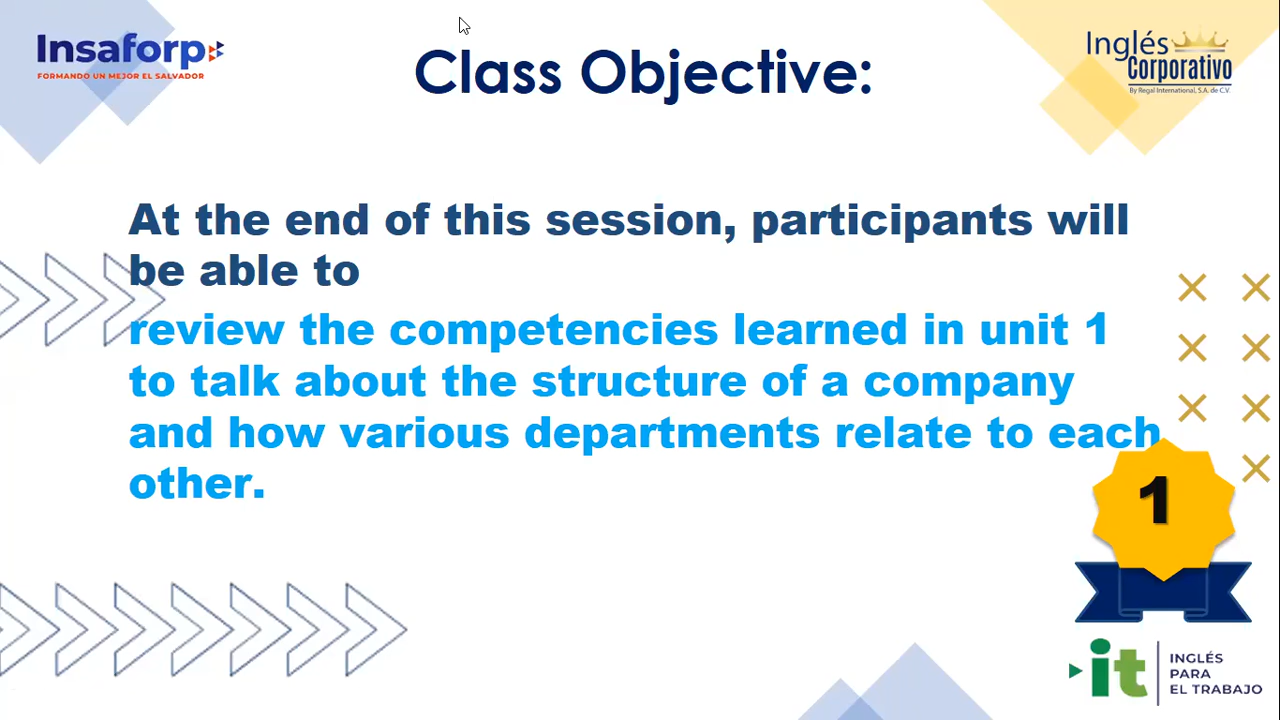 Insaforp
FORMANDO UN MEJOR EL SALVADOR
Class Objective:
Inglés
Corporativo
By Regal International, S.A. de C.V.
At the end of this session, participants will
be able to
review the competencies learned in unit 1
to talk about the structure of a company
and how various departments relate to each
other.
1
it
INGLÉS
PARA
EL TRABAJO